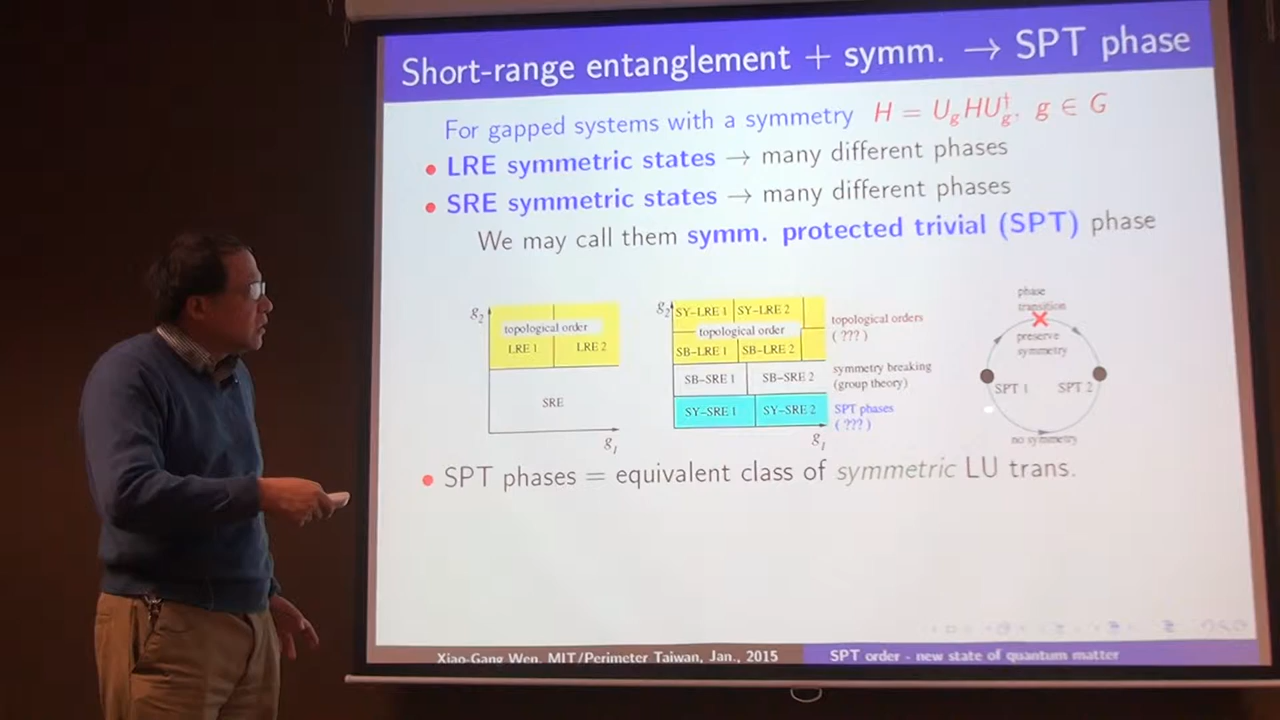 Short-range entanglement + symm. → SPT phase
For gapped systems with a symmetry H = U_g H U_g^†, g ∈ G
• LRE symmetric states → many different phases
• SRE symmetric states → many different phases
We may call them symm. protected trivial (SPT) phase
g₂
topological order
LRE 1 LRE 2
SRE
g₁
g₂
SY–LRE 1 SY–LRE 2
topological order
SB–LRE 1 SB–LRE 2
SB–SRE 1 SB–SRE 2
SY–SRE 1 SY–SRE 2
g₁
topological orders
( ??? )
symmetry breaking
(group theory)
SPT phases
( ??? )
phase
transition
preserve
symmetry
SPT 1 SPT 2
no symmetry
• SPT phases = equivalent class of symmetric LU trans.
Xiao-Gang Wen, MIT/Perimeter Taiwan, Jan., 2015 SPT order - new state of quantum matter